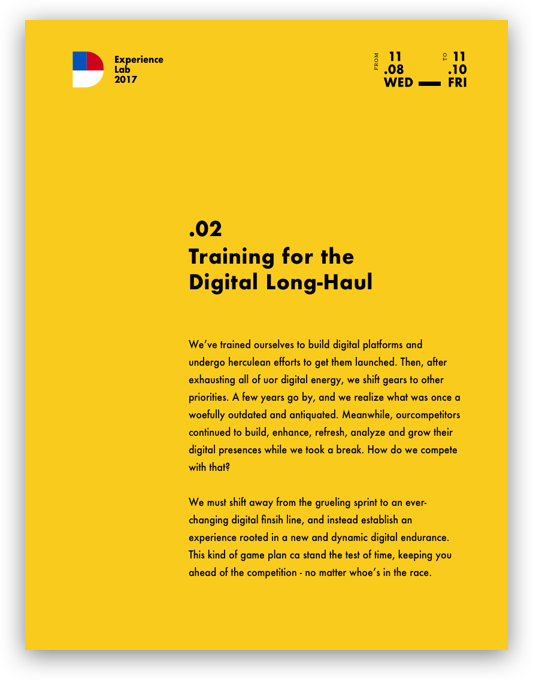 Experience
Lab
2017
FROM
11
.08
WED
TO
11
.10
FRI
.02
Training for the
Digital Long-Haul
We've trained ourselves to build digital platforms and
undergo herculean efforts to get them launched. Then, after
exhausting all of uor digital energy, we shift gears to other
priorities. A few years go by, and we realize what was once a
woefully outdated and antiquated. Meanwhile, ourcompetitors
continued to build, enhance, refresh, analyze and grow their
digital presences while we took a break. How do we compete
with that?
We must shift away from the grueling sprint to an ever-
changing digital finsih line, and instead establish an
experience rooted in a new and dynamic digital endurance.
This kind of game plan ca stand the test of time, keeping you
ahead of the competition - no matter whoe's in the race.